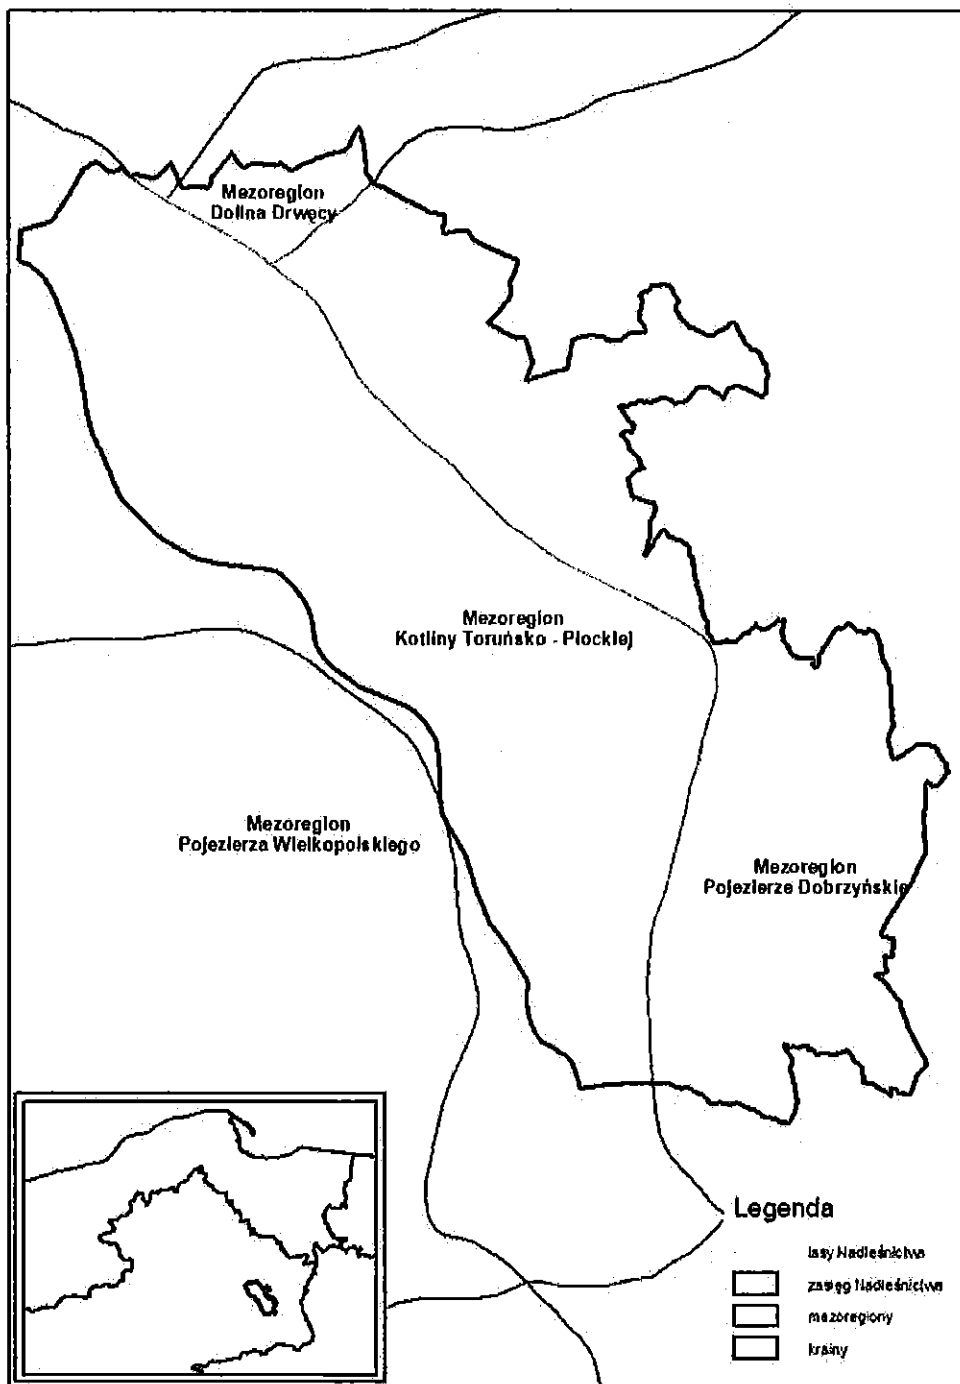 Mezoregion
Dolina Drwęcy
Mezoregion
Kotliny Toruńsko - Płockiej
Mezoregion
Pojezierza Wielkopolskiego
Mezoregion
Pojezierze Dobrzyńskie
Legenda
lasy Nadleśnictwa
zasięg Nadleśnictwa
mezoregiony
krainy